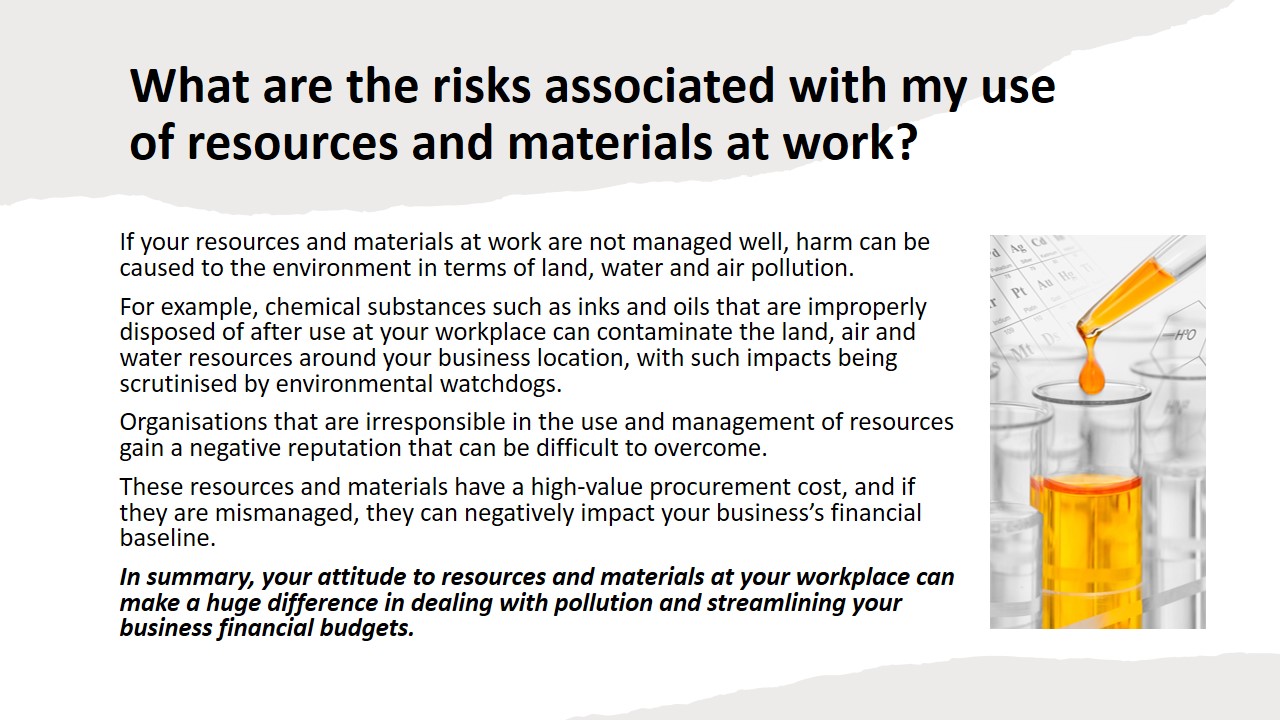 What are the risks associated with my use
of resources and materials at work?
If your resources and materials at work are not managed well, harm can be
caused to the environment in terms of land, water and air pollution.
For example, chemical substances such as inks and oils that are improperly
disposed of after use at your workplace can contaminate the land, air and
water resources around your business location, with such impacts being
scrutinised by environmental watchdogs.
Organisations that are irresponsible in the use and management of resources
gain a negative reputation that can be difficult to overcome.
These resources and materials have a high-value procurement cost, and if
they are mismanaged, they can negatively impact your business’s financial
baseline.
In summary, your attitude to resources and materials at your workplace can
make a huge difference in dealing with pollution and streamlining your
business financial budgets.
Ag Cd
Pt Au Hg
Mt Ds